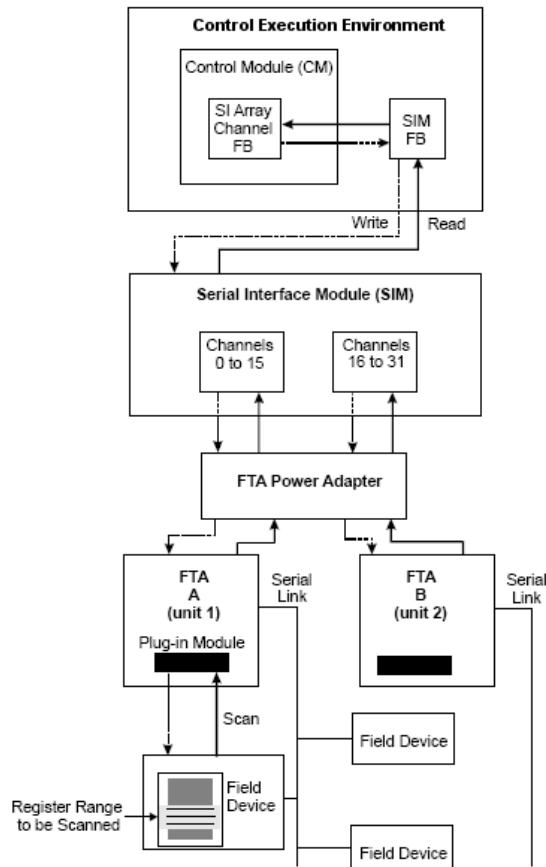 Control Execution Environment
Control Module (CM)
SI Array
Channel
FB
SIM
FB
Write
Read
Serial Interface Module (SIM)
Channels
0 to 15
Channels
16 to 31
FTA Power Adapter
FTA
A
(unit 1)
Plug-in Module
Serial
Link
FTA
B
(unit 2)
Serial
Link
Scan
Field
Device
Register Range
to be Scanned
Field Device
Field Device